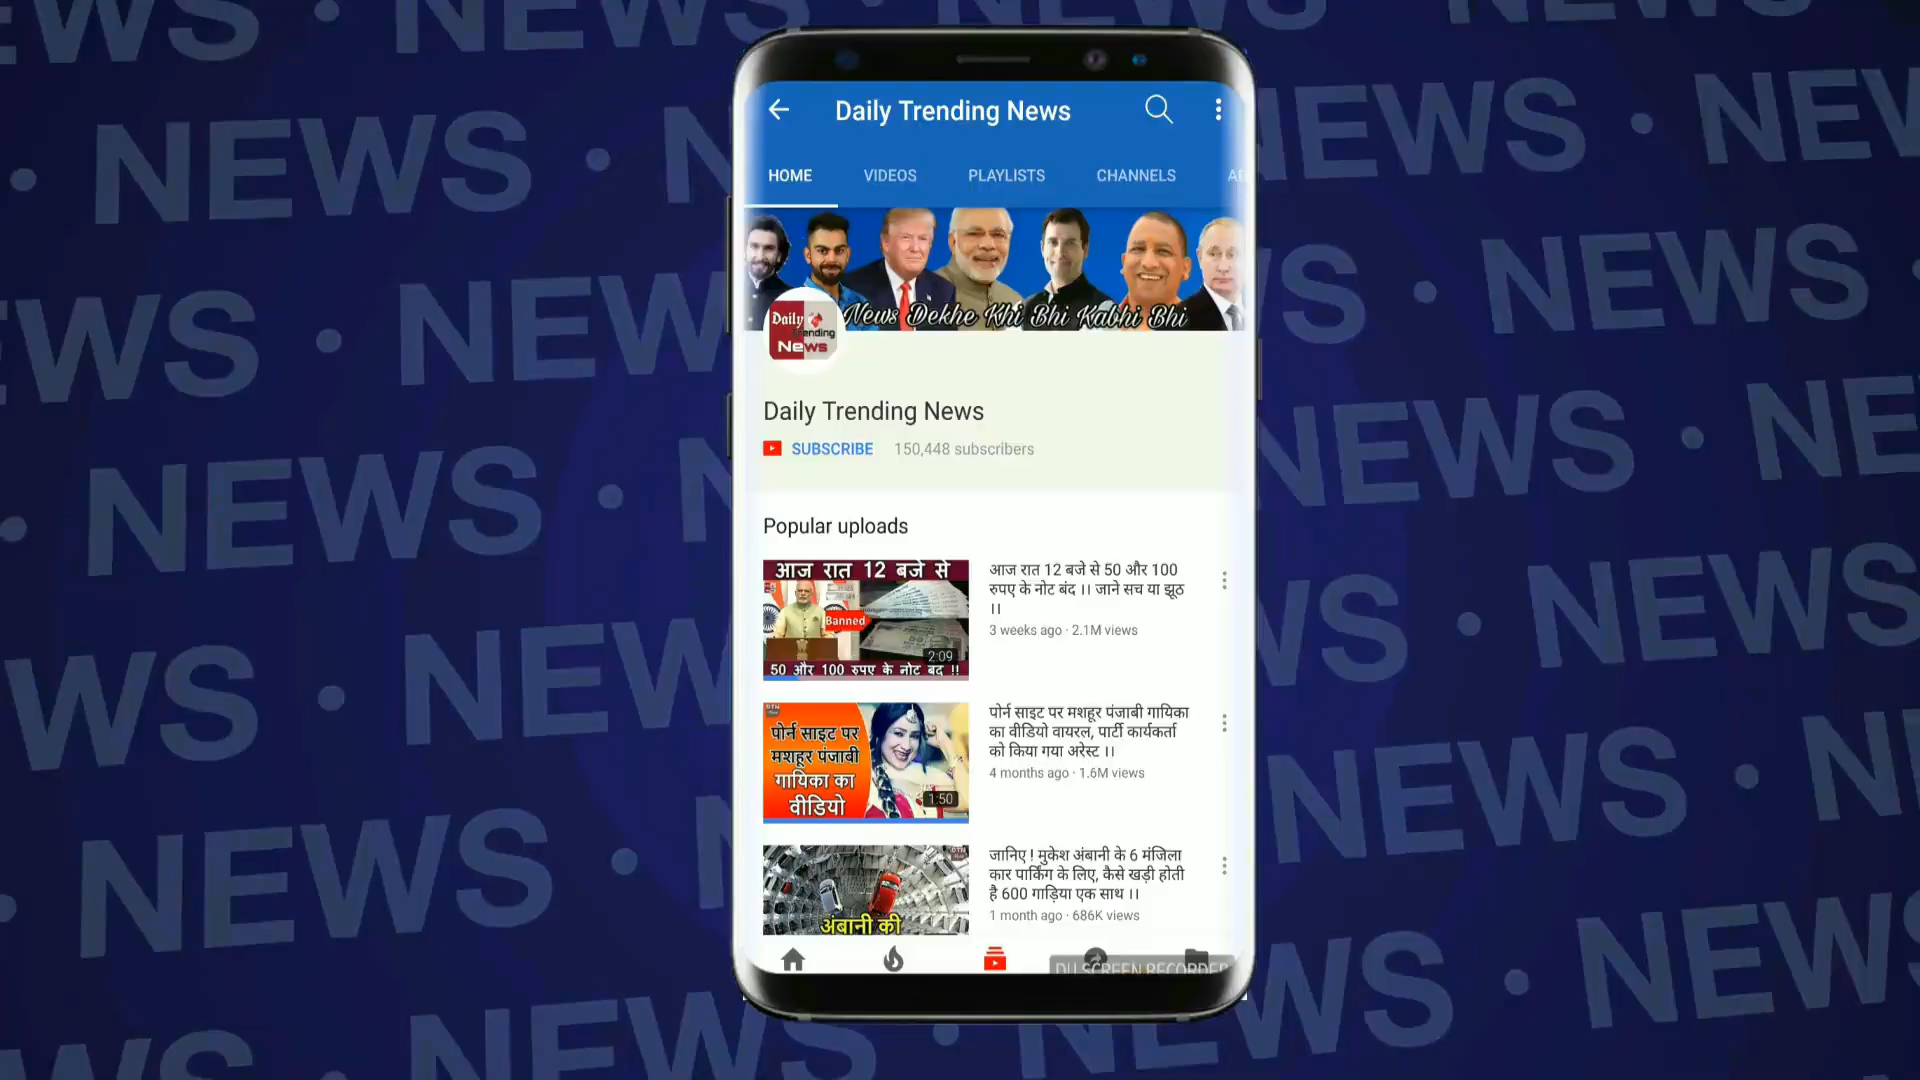 NEWS
Daily Trending News
HOME VIDEOS PLAYLISTS CHANNELS
News Dekhe Khi Bhi Kabhi Bhi
Daily
Trending
News
Daily Trending News
SUBSCRIBE 150,448 subscribers
Popular uploads
आज रात 12 बजे से
Banned
2:09
50 और 100 रुपए के नोट बंद !!
आज रात 12 बजे से 50 और 100
रुपए के नोट बंद ।। जाने सच या झूठ
।।
3 weeks ago · 2.1M views
DTN
पोर्न साइट पर
मशहूर पंजाबी
गायिका का
वीडियो
1:50
पोर्न साइट पर मशहूर पंजाबी गायिका
का वीडियो वायरल, पार्टी कार्यकर्ता
को किया गया अरेस्ट ।।
4 months ago · 1.6M views
DTN
अंबानी की
जानिए ! मुकेश अंबानी के 6 मंजिला
कार पार्किंग के लिए, कैसे खड़ी होती
है 600 गाड़िया एक साथ ।।
1 month ago · 686K views
DU SCREEN RECORDER